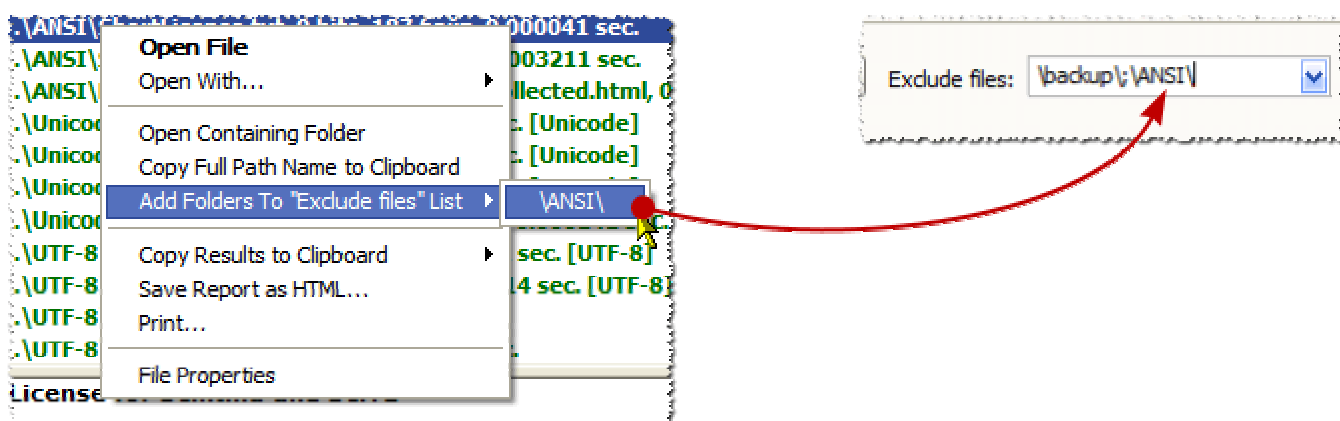 .\ANSI\ 000041 sec.
Open File
.\ANSI\ 003211 sec.
Open With...
.\ANSI\ llected.html, 0
.\Unicod c. [Unicode]
Open Containing Folder
.\Unicod c. [Unicode]
Copy Full Path Name to Clipboard
.\Unicod
Add Folders To "Exclude files" List
\ANSI\
.\Unicod
.\UTF-8 sec. [UTF-8]
Copy Results to Clipboard
.\UTF-8 14 sec. [UTF-8]
Save Report as HTML...
.\UTF-8
Print...
.\UTF-8
File Properties
License
Exclude files: \backup\;\ANSI\